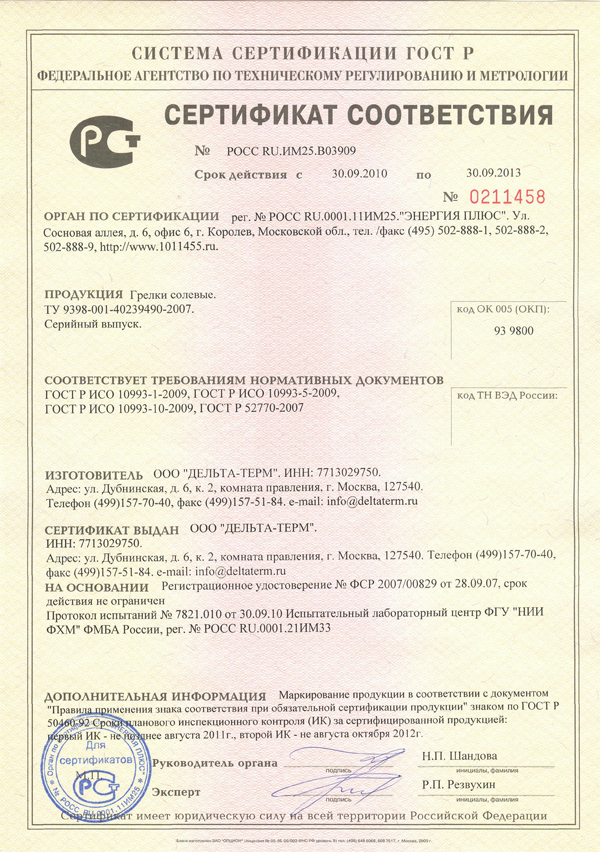 СИСТЕМА СЕРТИФИКАЦИИ ГОСТ Р
ФЕДЕРАЛЬНОЕ АГЕНТСТВО ПО ТЕХНИЧЕСКОМУ РЕГУЛИРОВАНИЮ И МЕТРОЛОГИИ
СЕРТИФИКАТ СООТВЕТСТВИЯ
№ РОСС RU.ИМ25.В03909
Срок действия с 30.09.2010 по 30.09.2013
№ 0211458
ОРГАН ПО СЕРТИФИКАЦИИ рег. № РОСС RU.0001.11ИМ25."ЭНЕРГИЯ ПЛЮС". Ул.
Сосновая аллея, д. 6, офис 6, г. Королев, Московской обл., тел. /факс (495) 502-888-1, 502-888-2,
502-888-9, http://www.1011455.ru.
ПРОДУКЦИЯ Грелки солевые.
ТУ 9398-001-40239490-2007.
Серийный выпуск.
код ОК 005 (ОКП):
93 9800
СООТВЕТСТВУЕТ ТРЕБОВАНИЯМ НОРМАТИВНЫХ ДОКУМЕНТОВ
ГОСТ Р ИСО 10993-1-2009, ГОСТ Р ИСО 10993-5-2009,
ГОСТ Р ИСО 10993-10-2009, ГОСТ Р 52770-2007
код ТН ВЭД России:
ИЗГОТОВИТЕЛЬ ООО "ДЕЛЬТА-ТЕРМ". ИНН: 7713029750.
Адрес: ул. Дубнинская, д. 6, к. 2, комната правления, г. Москва, 127540.
Телефон (499)157-70-40, факс (499)157-51-84. e-mail: info@deltaterm.ru
СЕРТИФИКАТ ВЫДАН ООО "ДЕЛЬТА-ТЕРМ".
ИНН: 7713029750.
Адрес: ул. Дубнинская, д. 6, к. 2, комната правления, г. Москва, 127540. Телефон (499)157-70-40,
факс (499)157-51-84. e-mail: info@deltaterm.ru
НА ОСНОВАНИИ Регистрационное удостоверение № ФСР 2007/00829 от 28.09.07, срок
действия не ограничен
Протокол испытаний № 7821.010 от 30.09.10 Испытательный лабораторный центр ФГУ "НИИ
ФХМ" ФМБА России, рег. № РОСС RU.0001.21ИМ33
ДОПОЛНИТЕЛЬНАЯ ИНФОРМАЦИЯ Маркирование продукции в соответствии с документом
"Правила применения знака соответствия при обязательной сертификации продукции" знаком по ГОСТ Р
50460-92 Сроки планового инспекционного контроля (ИК) за сертифицированной продукцией:
первый ИК - не позднее августа 2011г., второй ИК - не августа октября 2012г.
Для
сертификатов
М.П.
№ РОСС RU.0001.11ИМ25
Руководитель органа
подпись
Н.П. Шандова
инициалы, фамилия
Эксперт
подпись
Р.П. Резвухин
инициалы, фамилия
Сертификат имеет юридическую силу на всей территории Российской Федерации